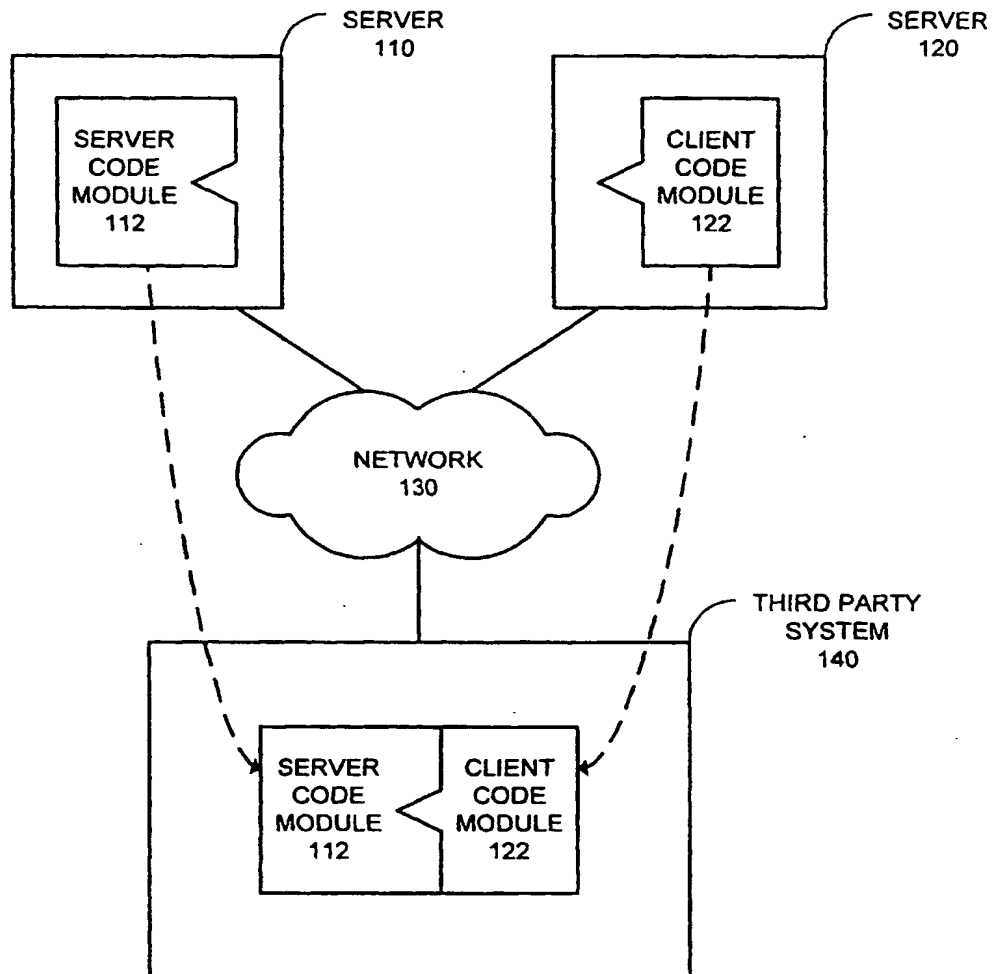 SERVER
110
SERVER
120
SERVER
CODE
MODULE
112
CLIENT
CODE
MODULE
122
NETWORK
130
THIRD PARTY
SYSTEM
140
SERVER
CODE
MODULE
112
CLIENT
CODE
MODULE
122